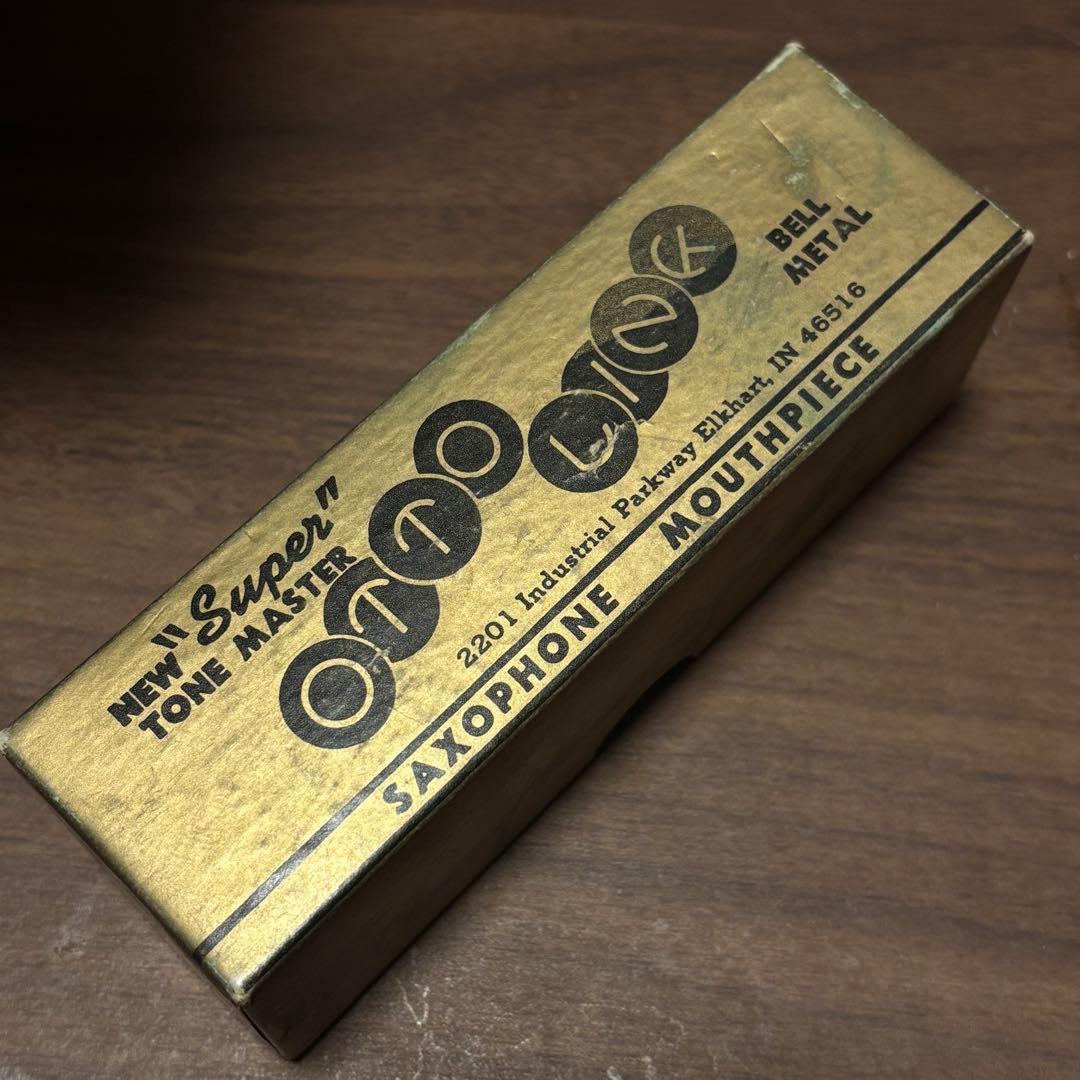 NEW "Super"
TONE MASTER
OTTO LINK
BELL
METAL
2201 Industrial Parkway Elkhart, IN 46516
SAXOPHONE MOUTHPIECE